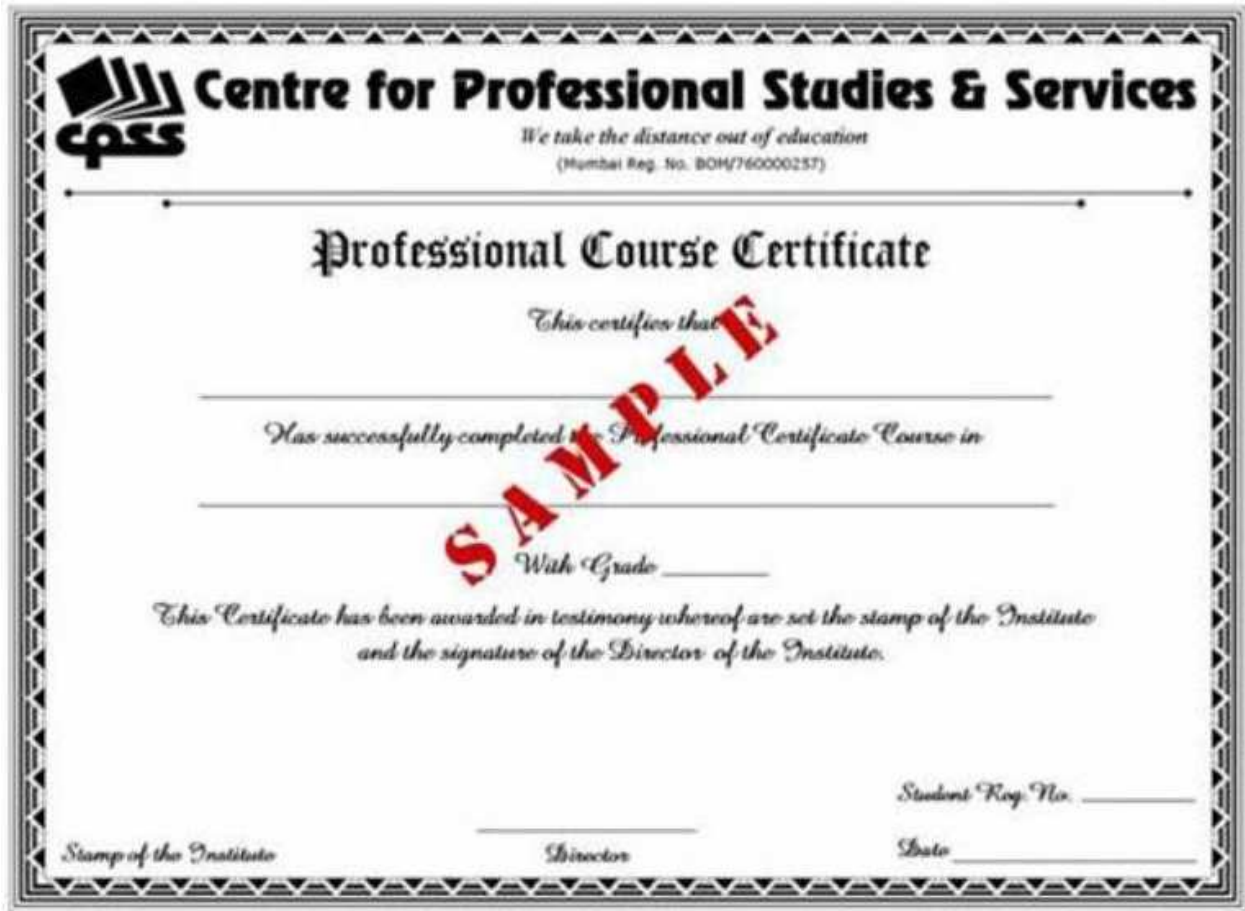 cpss
Centre for Professional Studies & Services
We take the distance out of education
(Mumbai Reg. No. BOM/760000257)
Professional Course Certificate
This certifies that
Has successfully completed the Professional Certificate Course in
SAMPLE
With Grade
This Certificate has been awarded in testimony whereof are set the stamp of the Institute
and the signature of the Director of the Institute.
Student Reg. No.
Stamp of the Institute
Director
Date